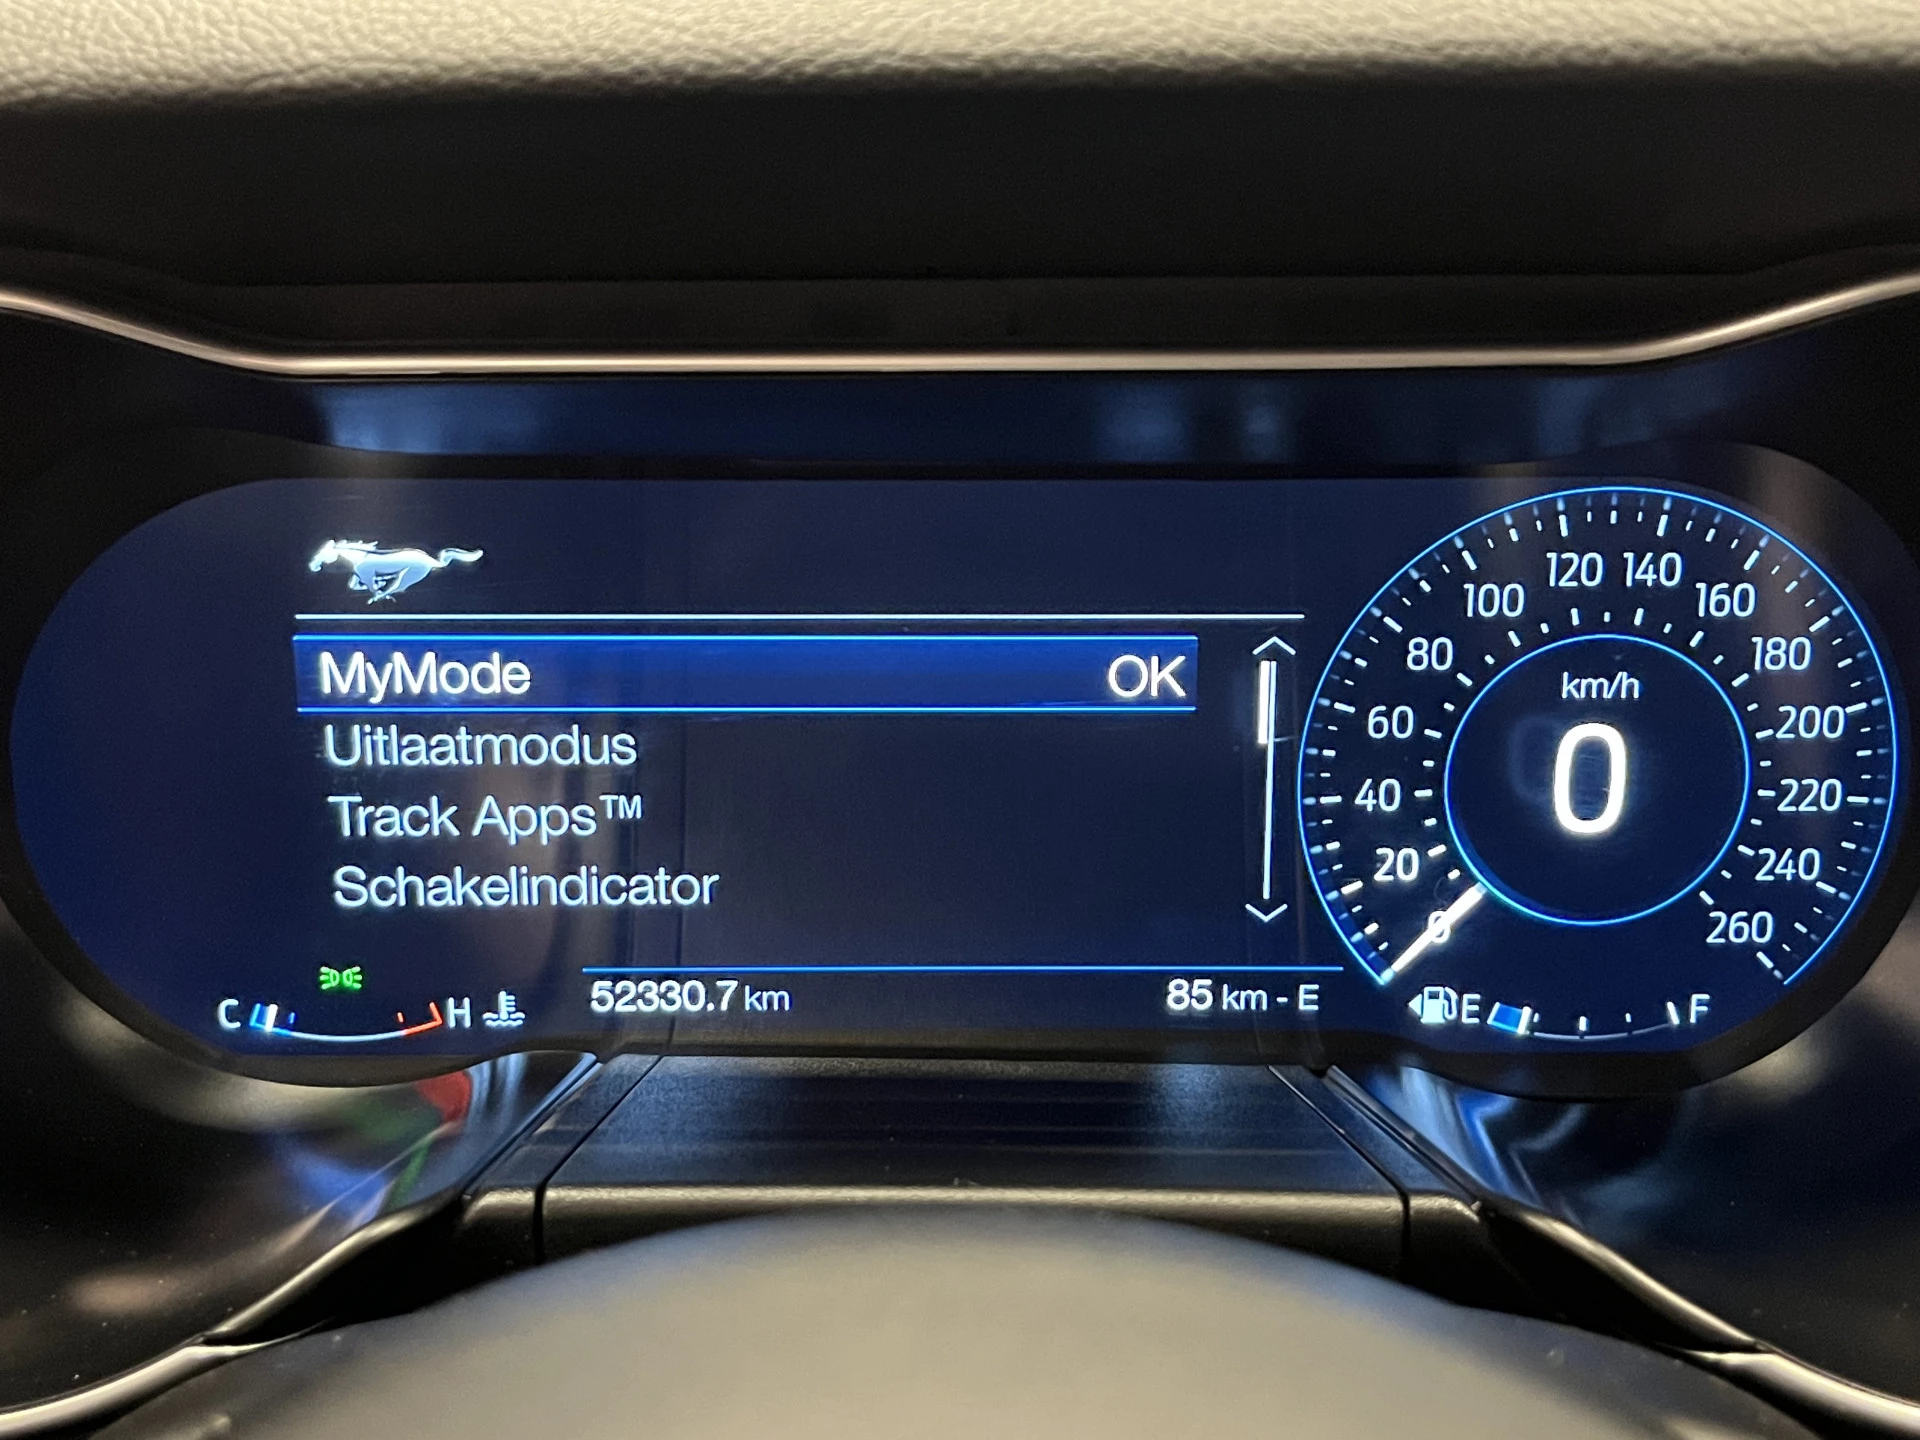 MyMode OK
Uitlaatmodus
Track Apps™
Schakelindicator
C H
52330.7 km 85 km - E
km/h
0
0 20 40 60 80 100 120 140 160 180 200 220 240 260
E F